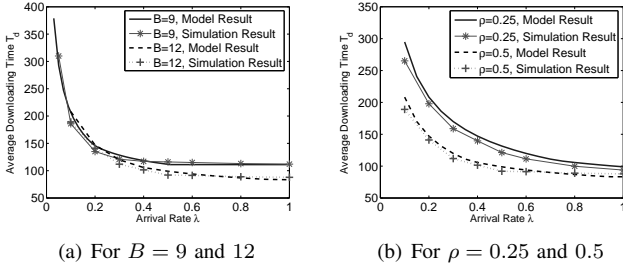 400
350
300
250
200
150
100
50
0
0.2
0.4
0.6
0.8
1
Average Downloading Time T_d
Arrival Rate λ
B=9, Model Result
B=9, Simulation Result
B=12, Model Result
B=12, Simulation Result
(a) For B = 9 and 12
350
300
250
200
150
100
50
0
0.2
0.4
0.6
0.8
1
Average Downloading Time T_d
Arrival Rate λ
ρ=0.25, Model Result
ρ=0.25, Simulation Result
ρ=0.5, Model Result
ρ=0.5, Simulation Result
(b) For ρ = 0.25 and 0.5